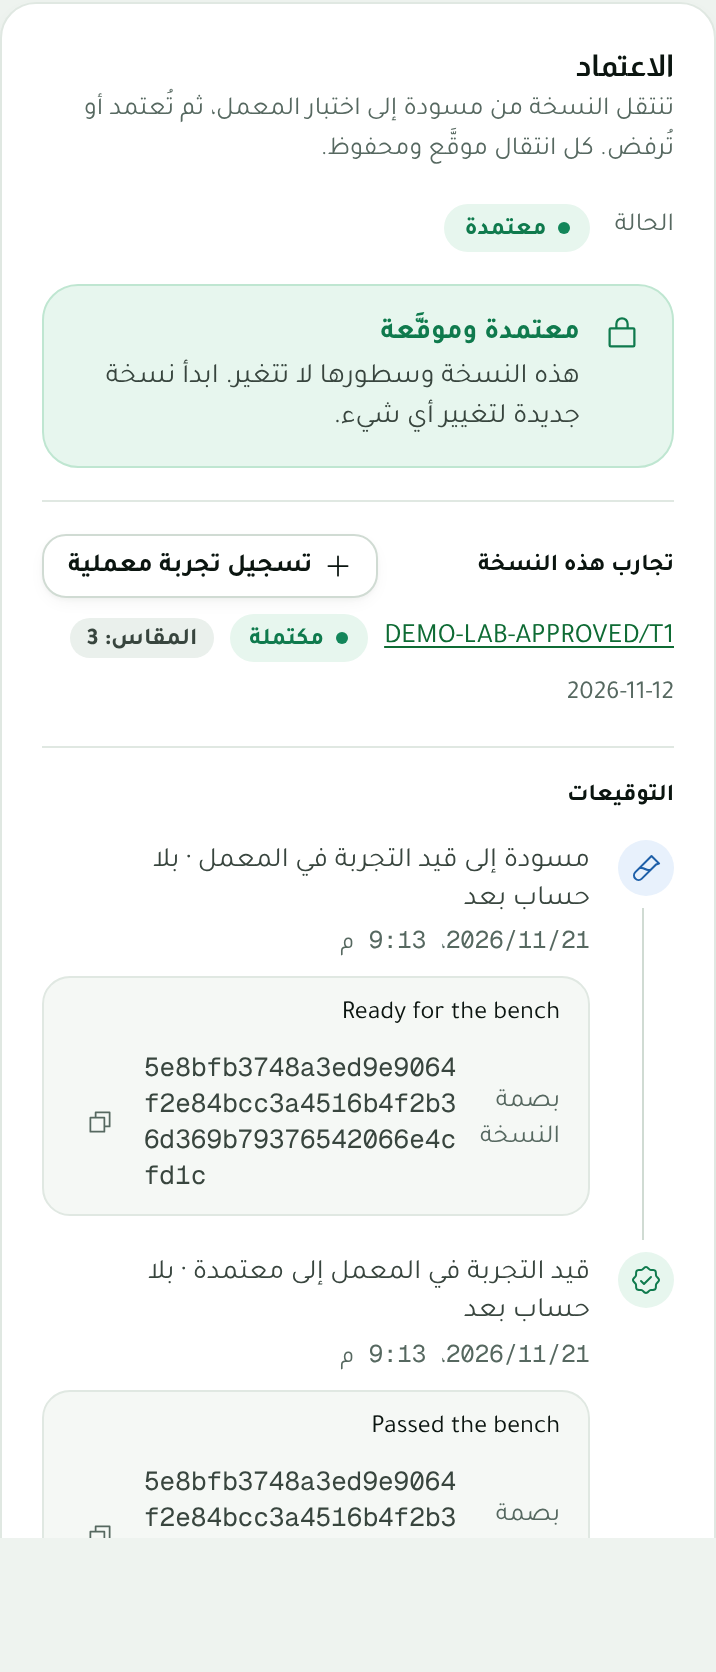 الاعتماد
تنتقل النسخة من مسودة إلى اختبار المعمل، ثم تُعتمد أو
تُرفض. كل انتقال موقَّع ومحفوظ.
الحالة
معتمدة
معتمدة وموقَّعة
هذه النسخة وسطورها لا تتغير. ابدأ نسخة
جديدة لتغيير أي شيء.
تجارب هذه النسخة
تسجيل تجربة معملية
DEMO-LAB-APPROVED/T1
مكتملة
المقاس: 3
2026-11-12
التوقيعات
مسودة إلى قيد التجربة في المعمل · بلا
حساب بعد
2026/11/21، 9:13 م
Ready for the bench
بصمة
النسخة
5e8bfb3748a3ed9e9064
f2e84bcc3a4516b4f2b3
6d369b79376542066e4c
fd1c
قيد التجربة في المعمل إلى معتمدة · بلا
حساب بعد
2026/11/21، 9:13 م
Passed the bench
بصمة
5e8bfb3748a3ed9e9064
f2e84bcc3a4516b4f2b3